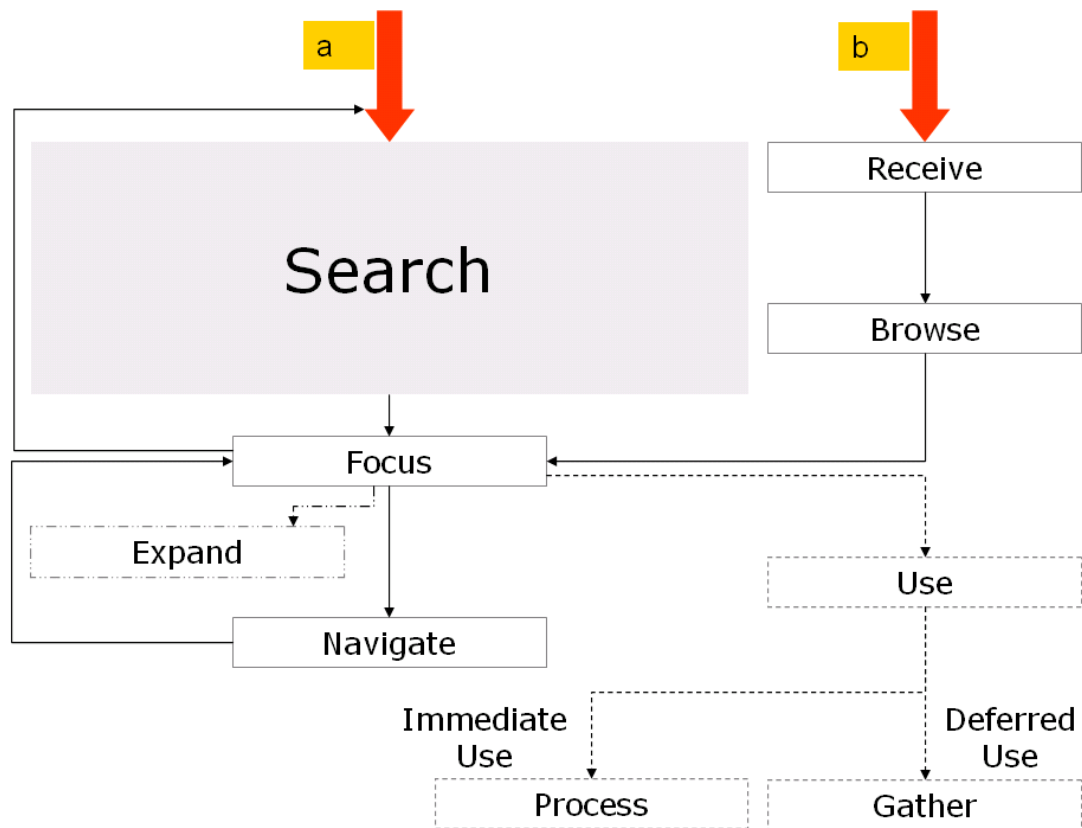 a
b
Receive
Search
Browse
Focus
Expand
Use
Navigate
Immediate
Use
Deferred
Use
Process
Gather